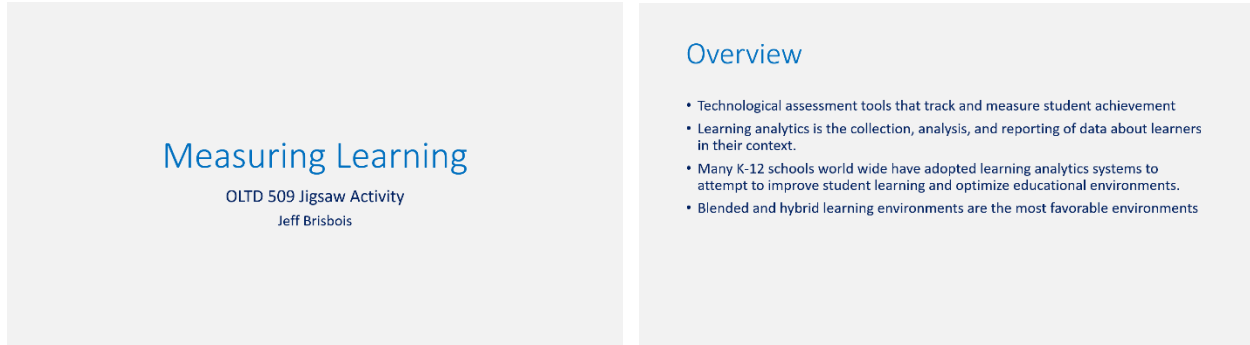 Measuring Learning
OLTD 509 Jigsaw Activity
Jeff Brisbois
Overview
• Technological assessment tools that track and measure student achievement
• Learning analytics is the collection, analysis, and reporting of data about learners
in their context.
• Many K-12 schools world wide have adopted learning analytics systems to
attempt to improve student learning and optimize educational environments.
• Blended and hybrid learning environments are the most favorable environments